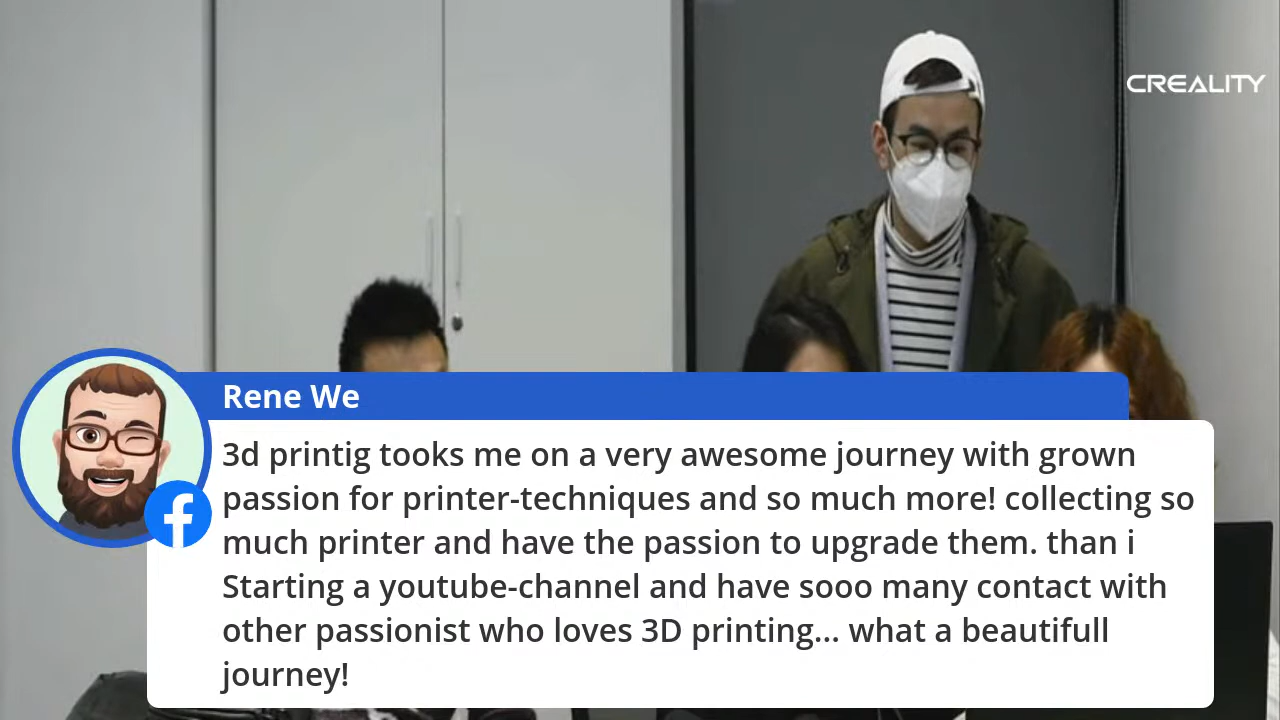 CREALITY
Rene We
3d printig tooks me on a very awesome journey with grown
passion for printer-techniques and so much more! collecting so
much printer and have the passion to upgrade them. than i
Starting a youtube-channel and have sooo many contact with
other passionist who loves 3D printing... what a beautifull
journey!